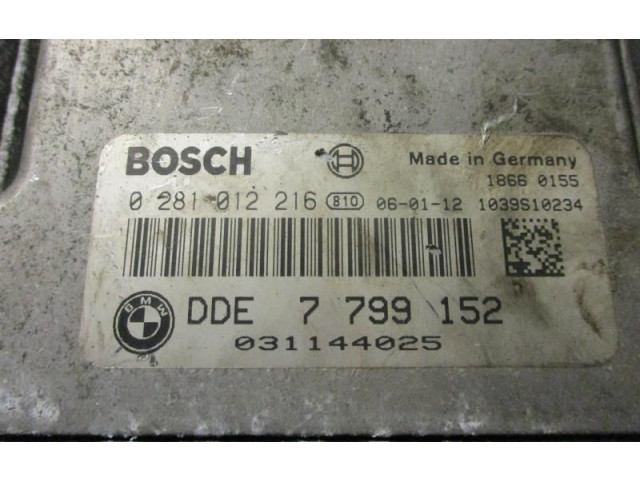 BOSCH
Made in Germany
1866 0155
0 281 012 216 810 06-01-12 1039S10234
BMW
DDE 7 799 152
031144025